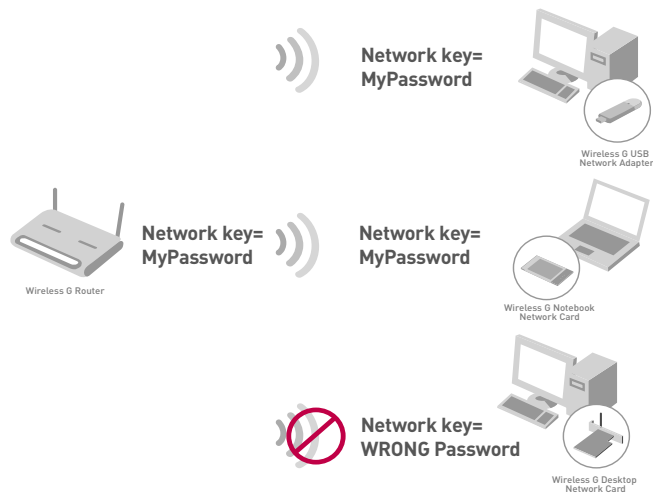 Network key=
MyPassword
Wireless G USB
Network Adapter
Network key=
MyPassword
Wireless G Router
Network key=
MyPassword
Wireless G Notebook
Network Card
Network key=
WRONG Password
Wireless G Desktop
Network Card